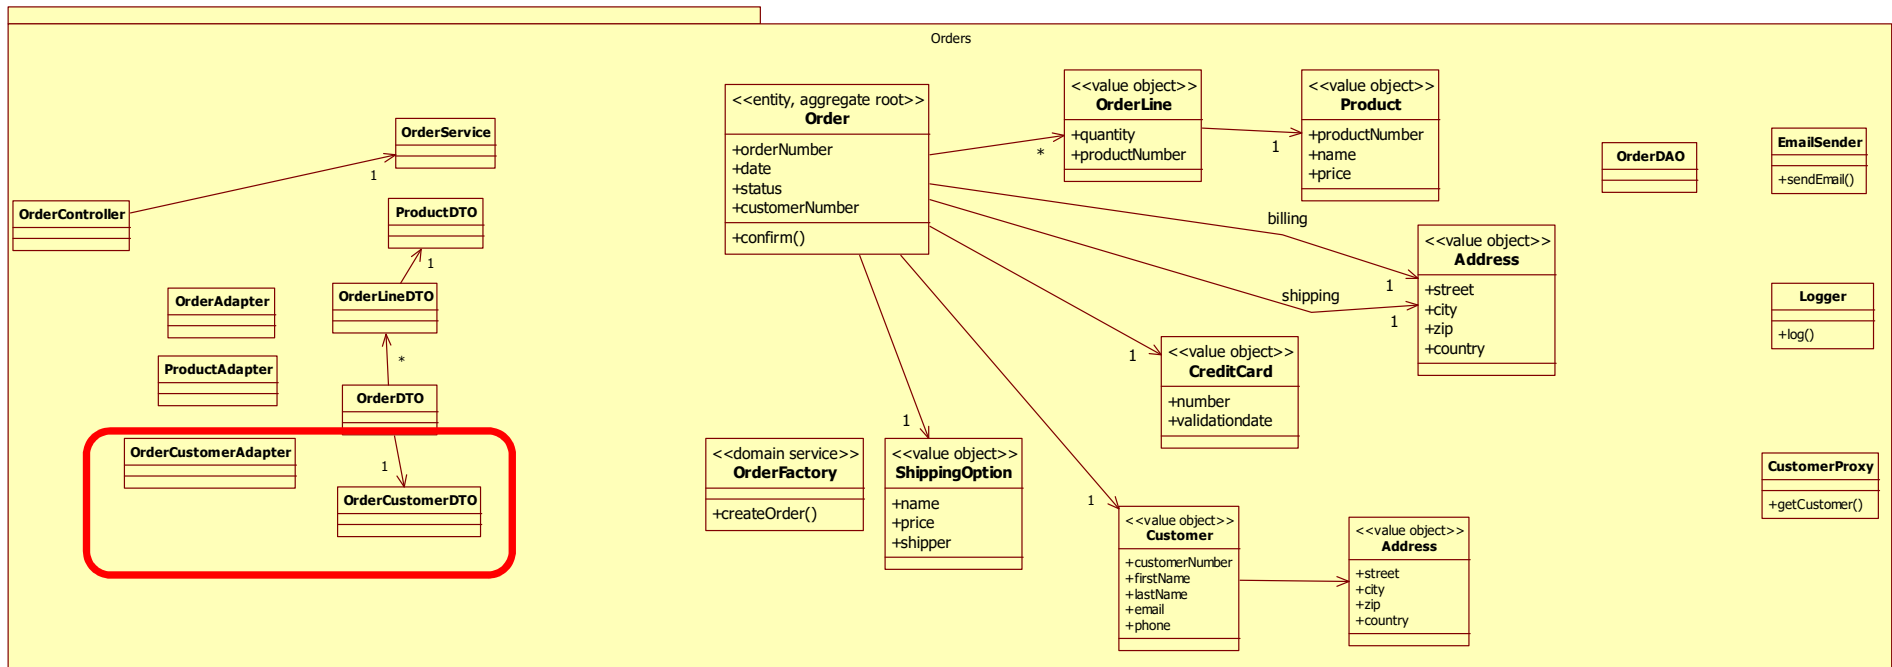 Orders
OrderService
1
OrderController
ProductDTO
1
OrderLineDTO
OrderAdapter
*
ProductAdapter
OrderDTO
OrderCustomerAdapter
1
OrderCustomerDTO
<<entity, aggregate root>>
Order
+orderNumber
+date
+status
+customerNumber
+confirm()
*
<<value object>>
OrderLine
+quantity
+productNumber
1
<<value object>>
Product
+productNumber
+name
+price
billing
1
shipping
1
<<value object>>
Address
+street
+city
+zip
+country
1
<<value object>>
CreditCard
+number
+validationdate
<<domain service>>
OrderFactory
+createOrder()
1
<<value object>>
ShippingOption
+name
+price
+shipper
1
<<value object>>
Customer
+customerNumber
+firstName
+lastName
+email
+phone
<<value object>>
Address
+street
+city
+zip
+country
OrderDAO
EmailSender
+sendEmail()
Logger
+log()
CustomerProxy
+getCustomer()